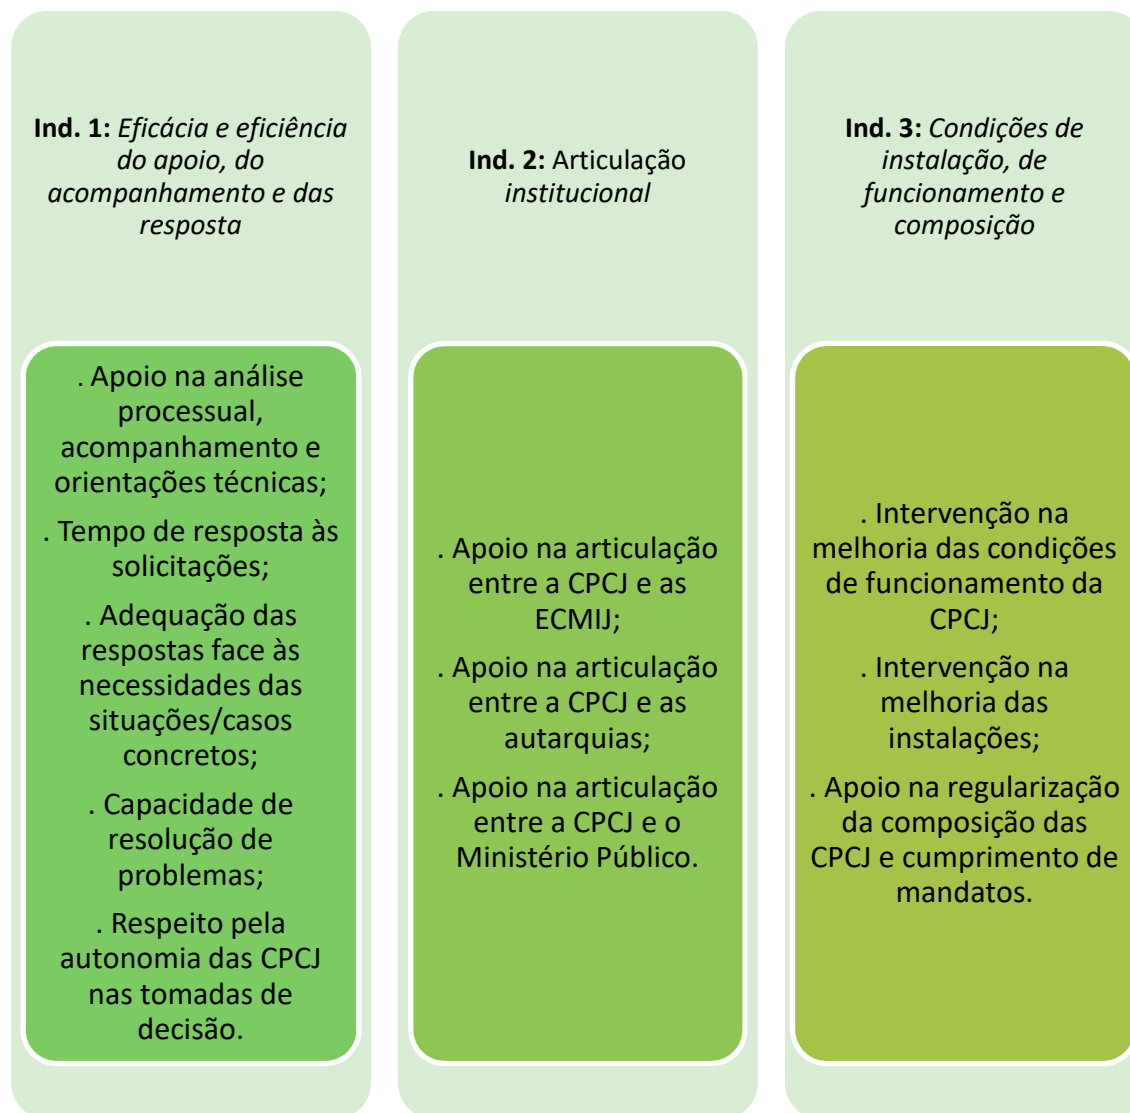 Ind. 1: Eficácia e eficiência
do apoio, do
acompanhamento e das
resposta
. Apoio na análise
processual,
acompanhamento e
orientações técnicas;
. Tempo de resposta às
solicitações;
. Adequação das
respostas face às
necessidades das
situações/casos
concretos;
. Capacidade de
resolução de
problemas;
. Respeito pela
autonomia das CPCJ
nas tomadas de
decisão.
Ind. 2: Articulação
institucional
. Apoio na articulação
entre a CPCJ e as
ECMIJ;
. Apoio na articulação
entre a CPCJ e as
autarquias;
. Apoio na articulação
entre a CPCJ e o
Ministério Público.
Ind. 3: Condições de
instalação, de
funcionamento e
composição
. Intervenção na
melhoria das condições
de funcionamento da
CPCJ;
. Intervenção na
melhoria das
instalações;
. Apoio na regularização
da composição das
CPCJ e cumprimento de
mandatos.